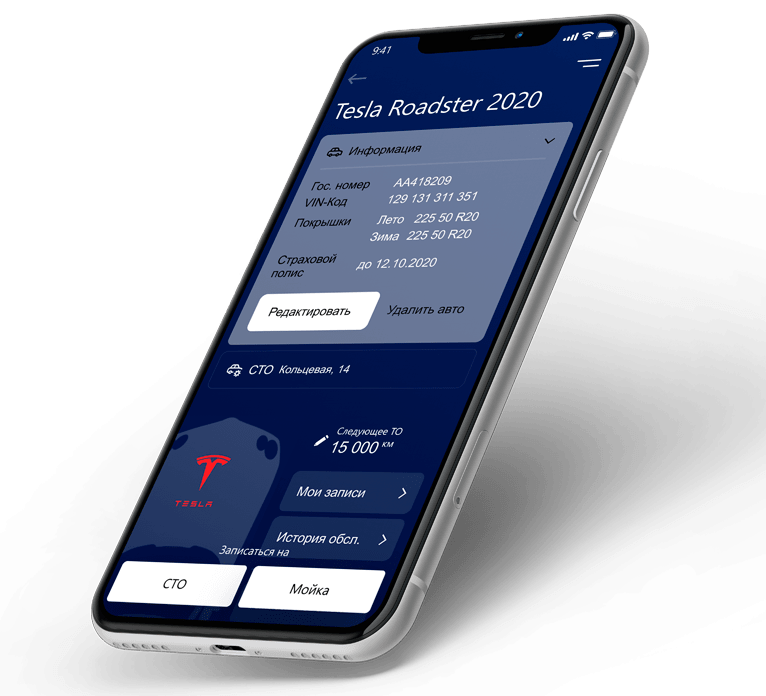 9:41
Tesla Roadster 2020
Информация
Гос. номер AA418209
VIN-Код 129 131 311 351
Покрышки Лето 225 50 R20
Зима 225 50 R20
Страховой полис до 12.10.2020
Редактировать Удалить авто
СТО Кольцевая, 14
Следующее ТО
15 000 км
TESLA
Мои записи
История обсл.
Записаться на
СТО Мойка